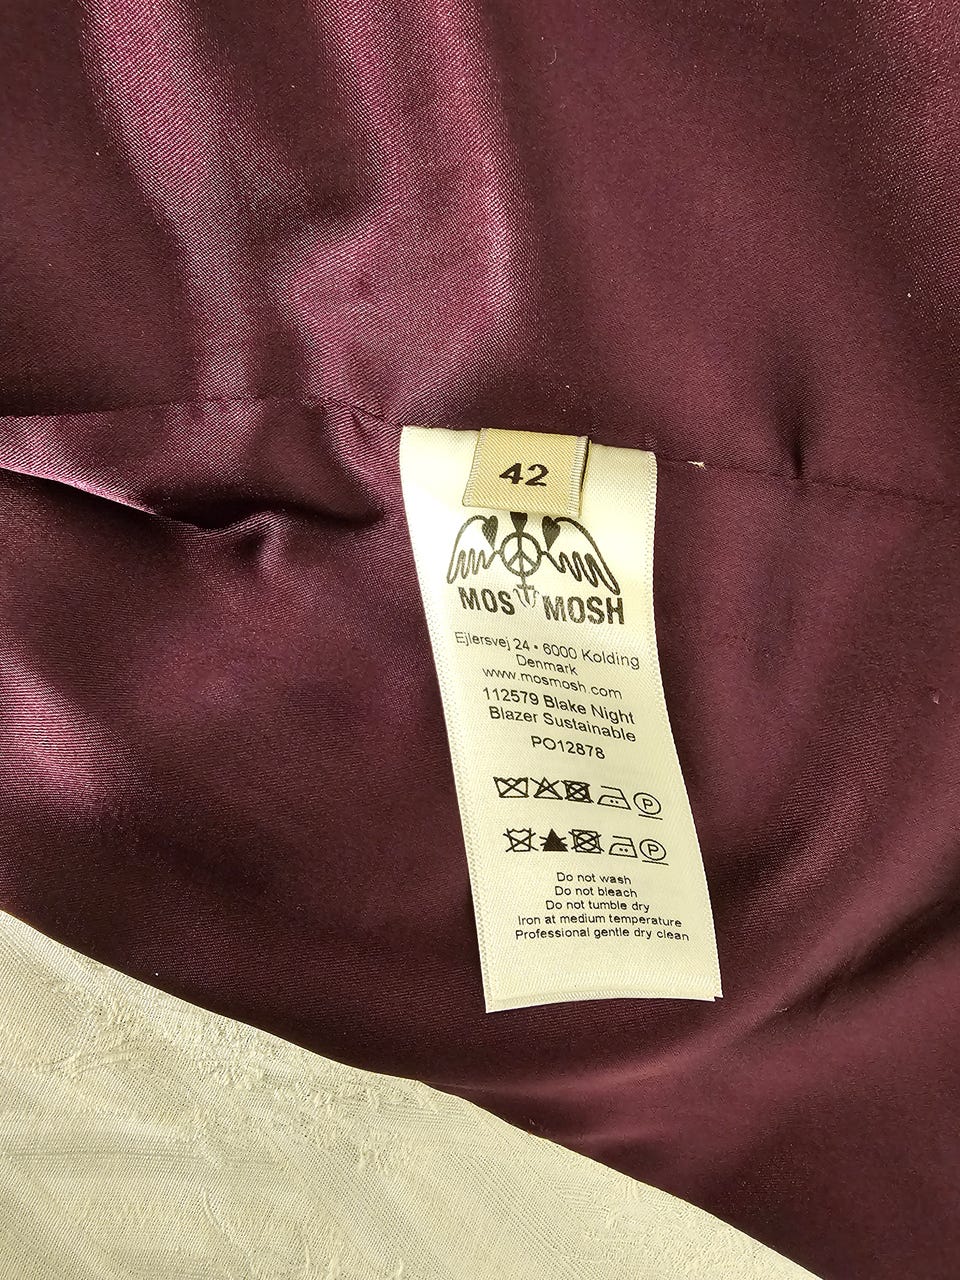 42
MOS MOSH
Ejlersvej 24 • 6000 Kolding
Denmark
www.mosmosh.com
112579 Blake Night
Blazer Sustainable
PO12878
P
P
Do not wash
Do not bleach
Do not tumble dry
Iron at medium temperature
Professional gentle dry clean